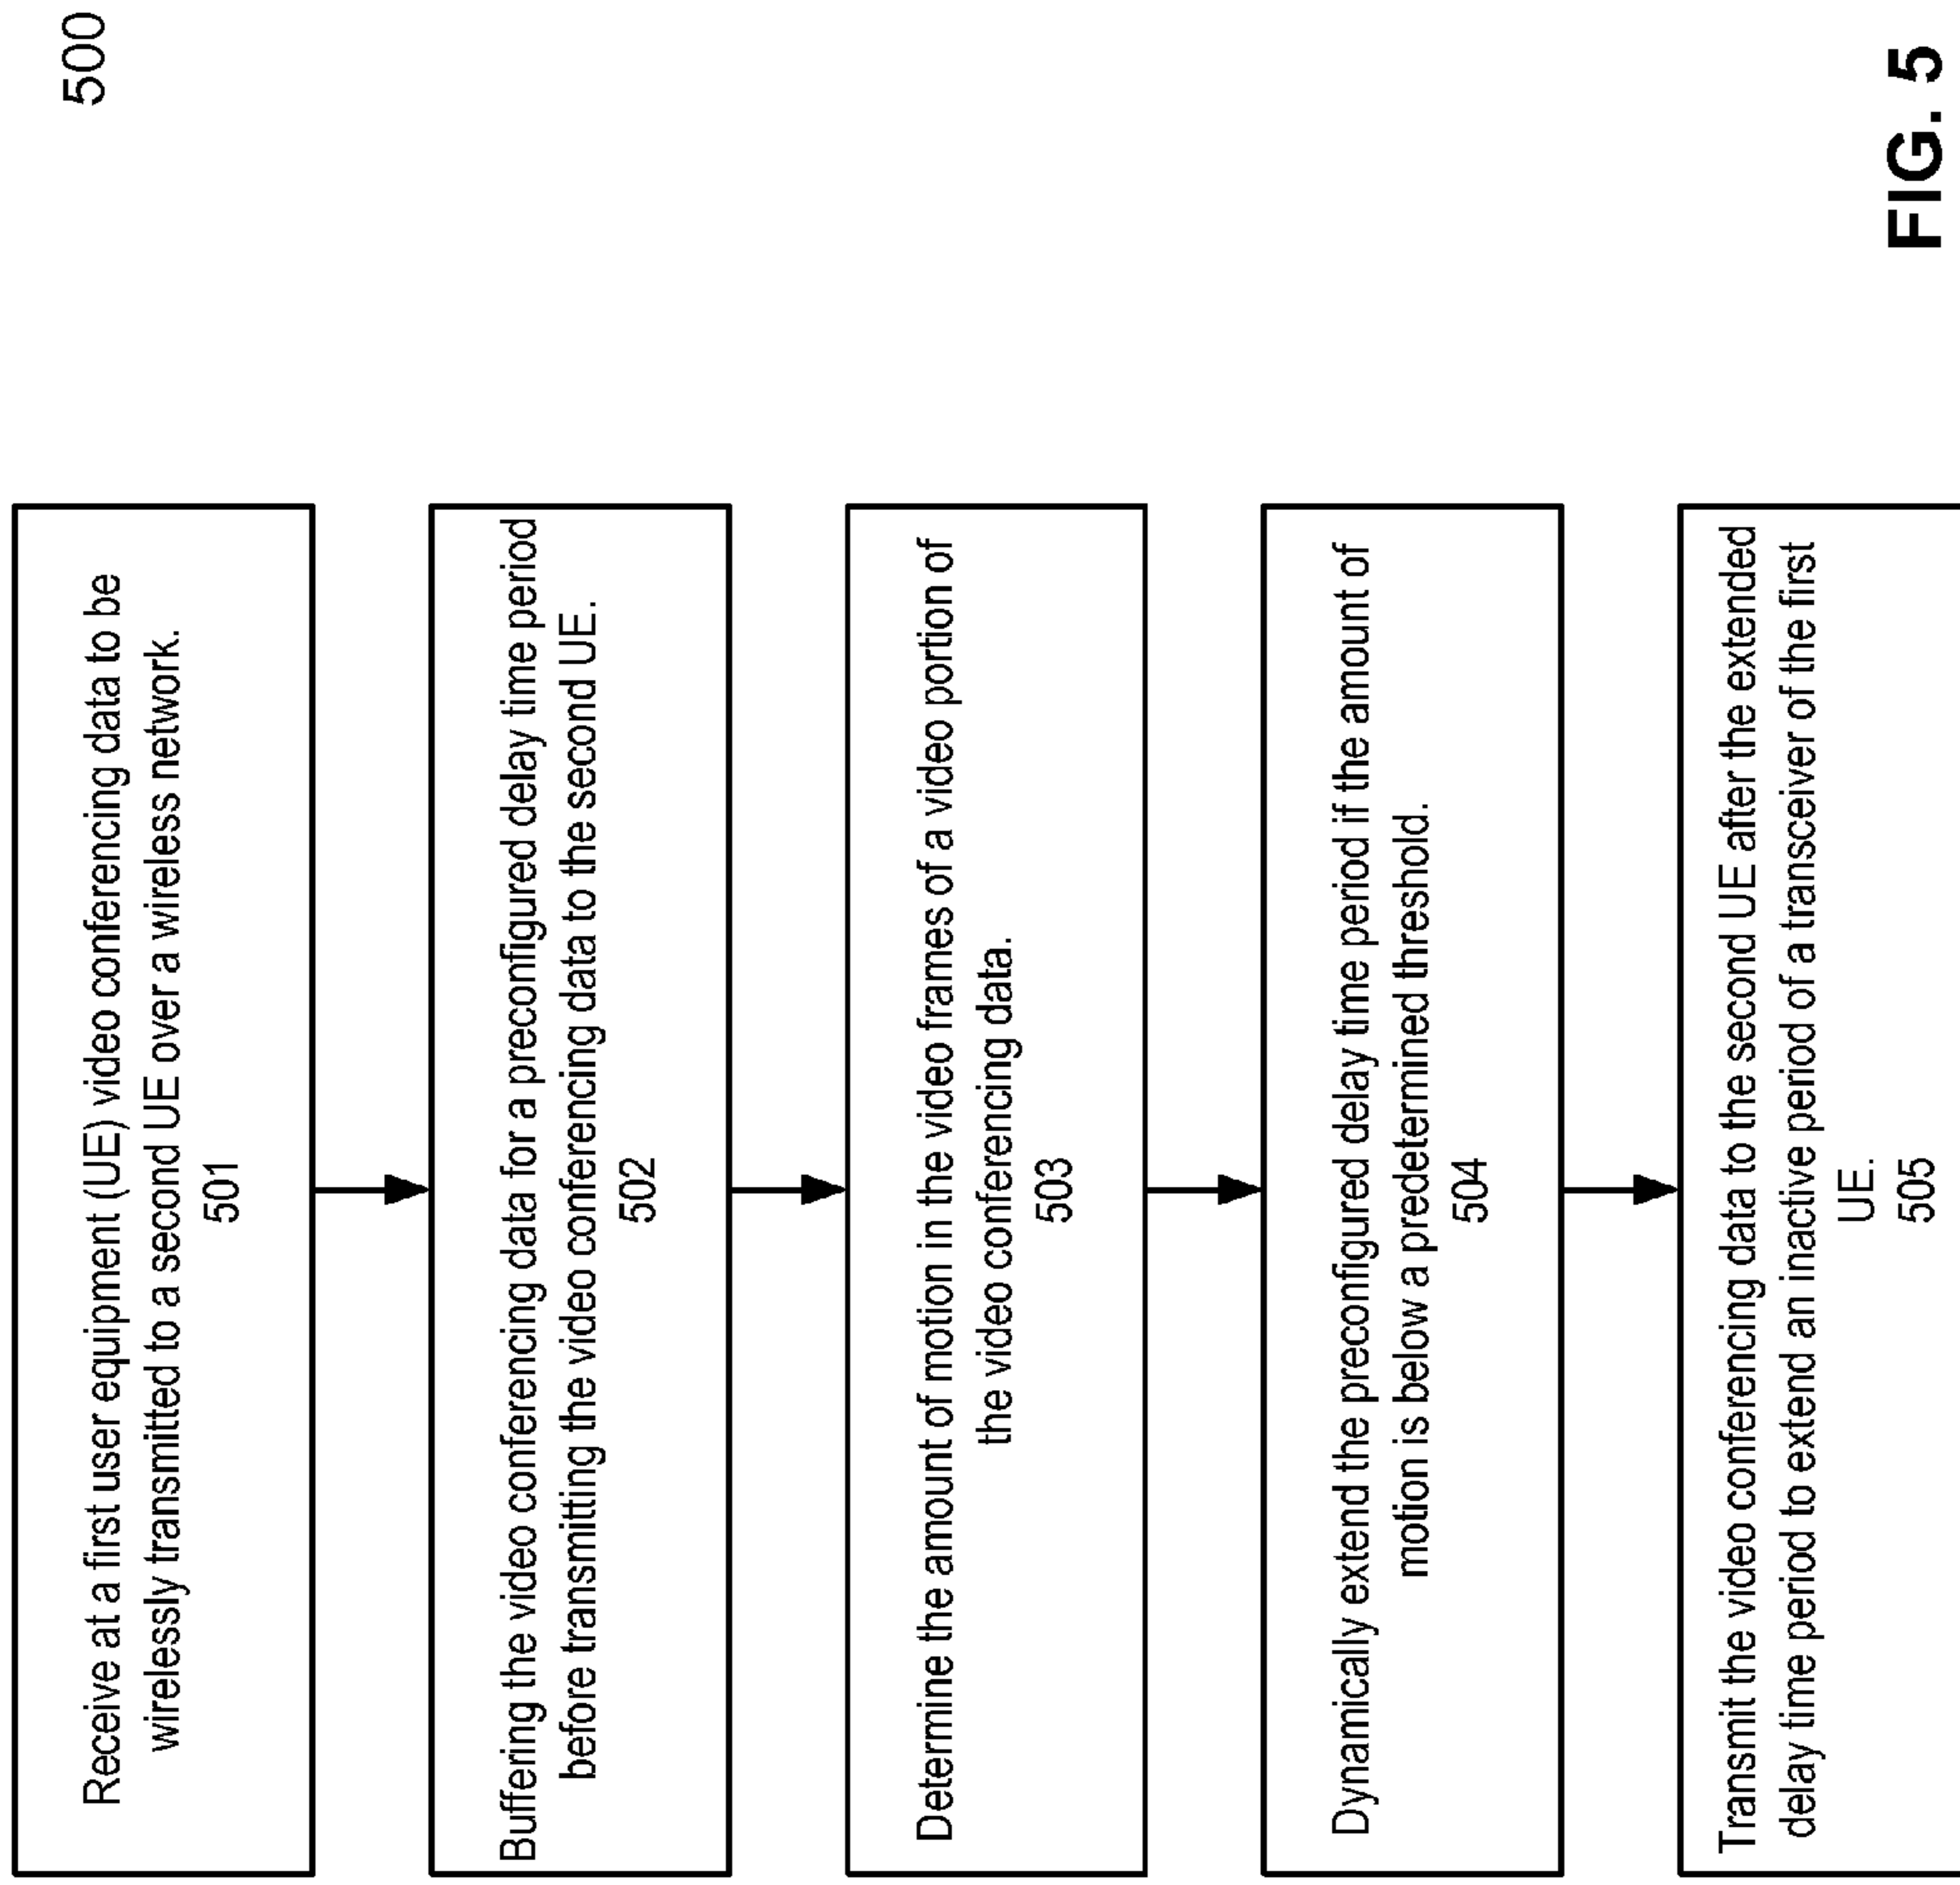 500
Receive at a first user equipment (UE) video conferencing data to be
wirelessly transmitted to a second UE over a wireless network.
501
Buffering the video conferencing data for a preconfigured delay time period
before transmitting the video conferencing data to the second UE.
502
Determine the amount of motion in the video frames of a video portion of
the video conferencing data.
503
Dynamically extend the preconfigured delay time period if the amount of
motion is below a predetermined threshold.
504
Transmit the video conferencing data to the second UE after the extended
delay time period to extend an inactive period of a transceiver of the first
UE.
505
FIG. 5